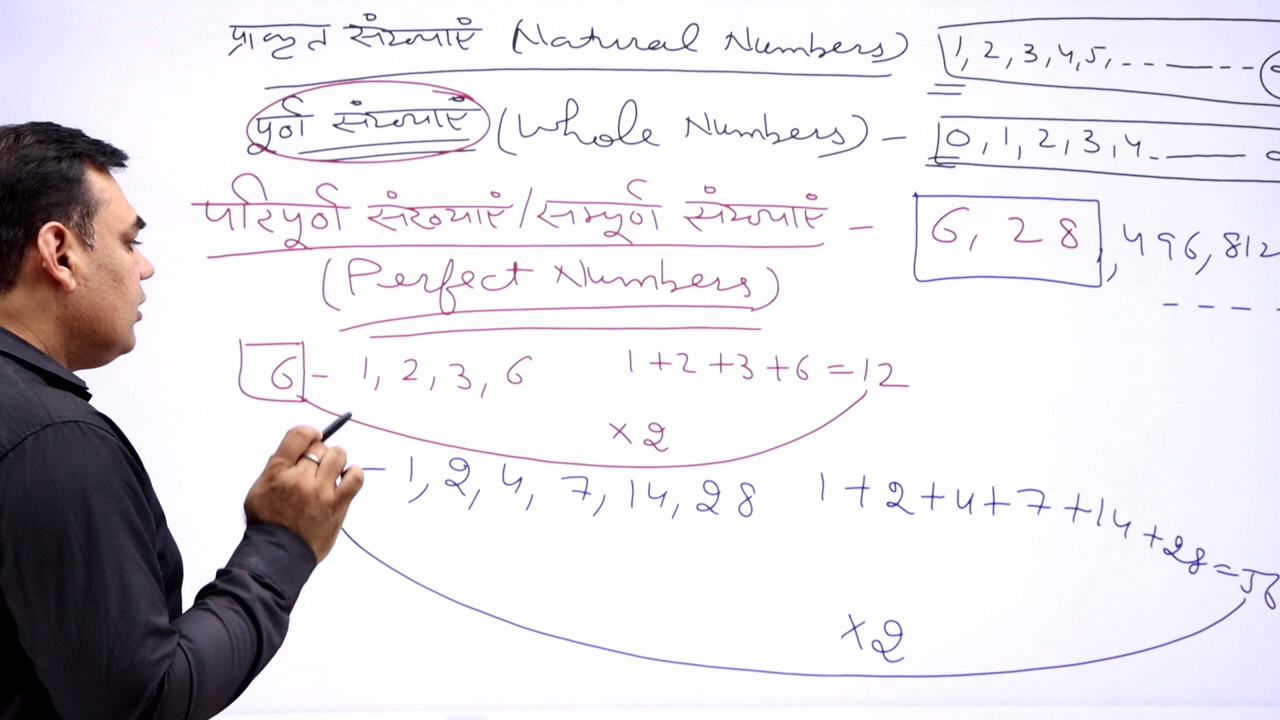 प्राकृत संख्याएं (Natural Numbers) 1, 2, 3, 4, 5, - - - — - - -
पूर्ण संख्याएं (Whole Numbers) - 0, 1, 2, 3, 4 - —
परिपूर्ण संख्याएं / सम्पूर्ण संख्याएं - 6, 28, 496, 812
(Perfect Numbers) - - - -
6 - 1, 2, 3, 6 1+2+3+6=12
×2
- 1, 2, 4, 7, 14, 28 1+2+4+7+14+28=56
×2